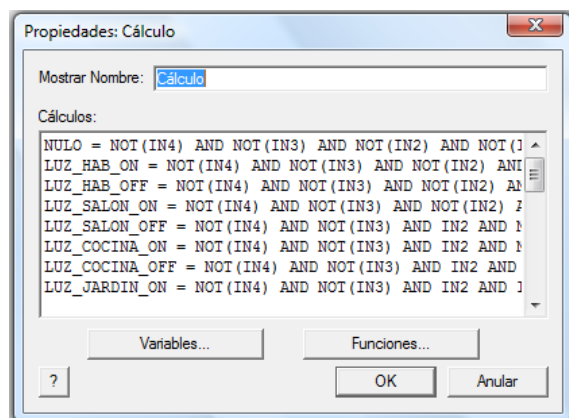 Propiedades: Cálculo
Mostrar Nombre: Cálculo
Cálculos:
NULO = NOT(IN4) AND NOT(IN3) AND NOT(IN2) AND NOT(
LUZ_HAB_ON = NOT(IN4) AND NOT(IN3) AND NOT(IN2) AND
LUZ_HAB_OFF = NOT(IN4) AND NOT(IN3) AND NOT(IN2)
LUZ_SALON_ON = NOT(IN4) AND NOT(IN3) AND NOT(IN2)
LUZ_SALON_OFF = NOT(IN4) AND NOT(IN3) AND IN2 AND
LUZ_COCINA_ON = NOT(IN4) AND NOT(IN3) AND IN2 AND
LUZ_COCINA_OFF = NOT(IN4) AND NOT(IN3) AND IN2 AND
LUZ_JARDIN_ON = NOT(IN4) AND NOT(IN3) AND IN2 AND
Variables... Funciones...
? OK Anular